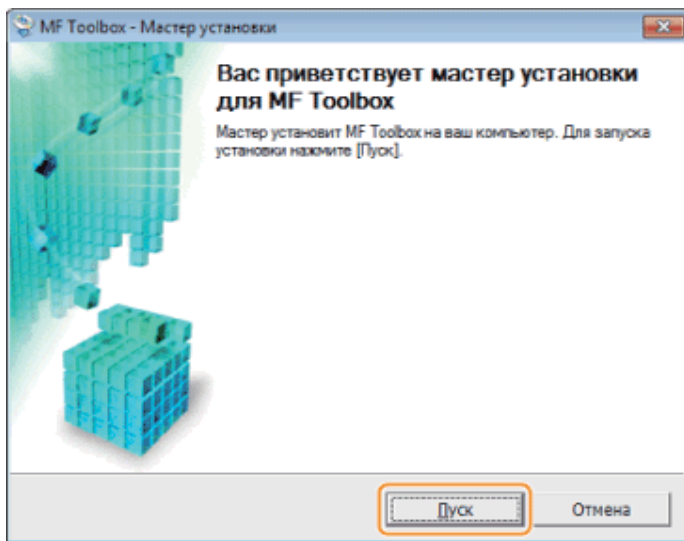 MF Toolbox - Мастер установки
Вас приветствует мастер установки
для MF Toolbox
Мастер установит MF Toolbox на ваш компьютер. Для запуска
установки нажмите [Пуск].
Пуск
Отмена